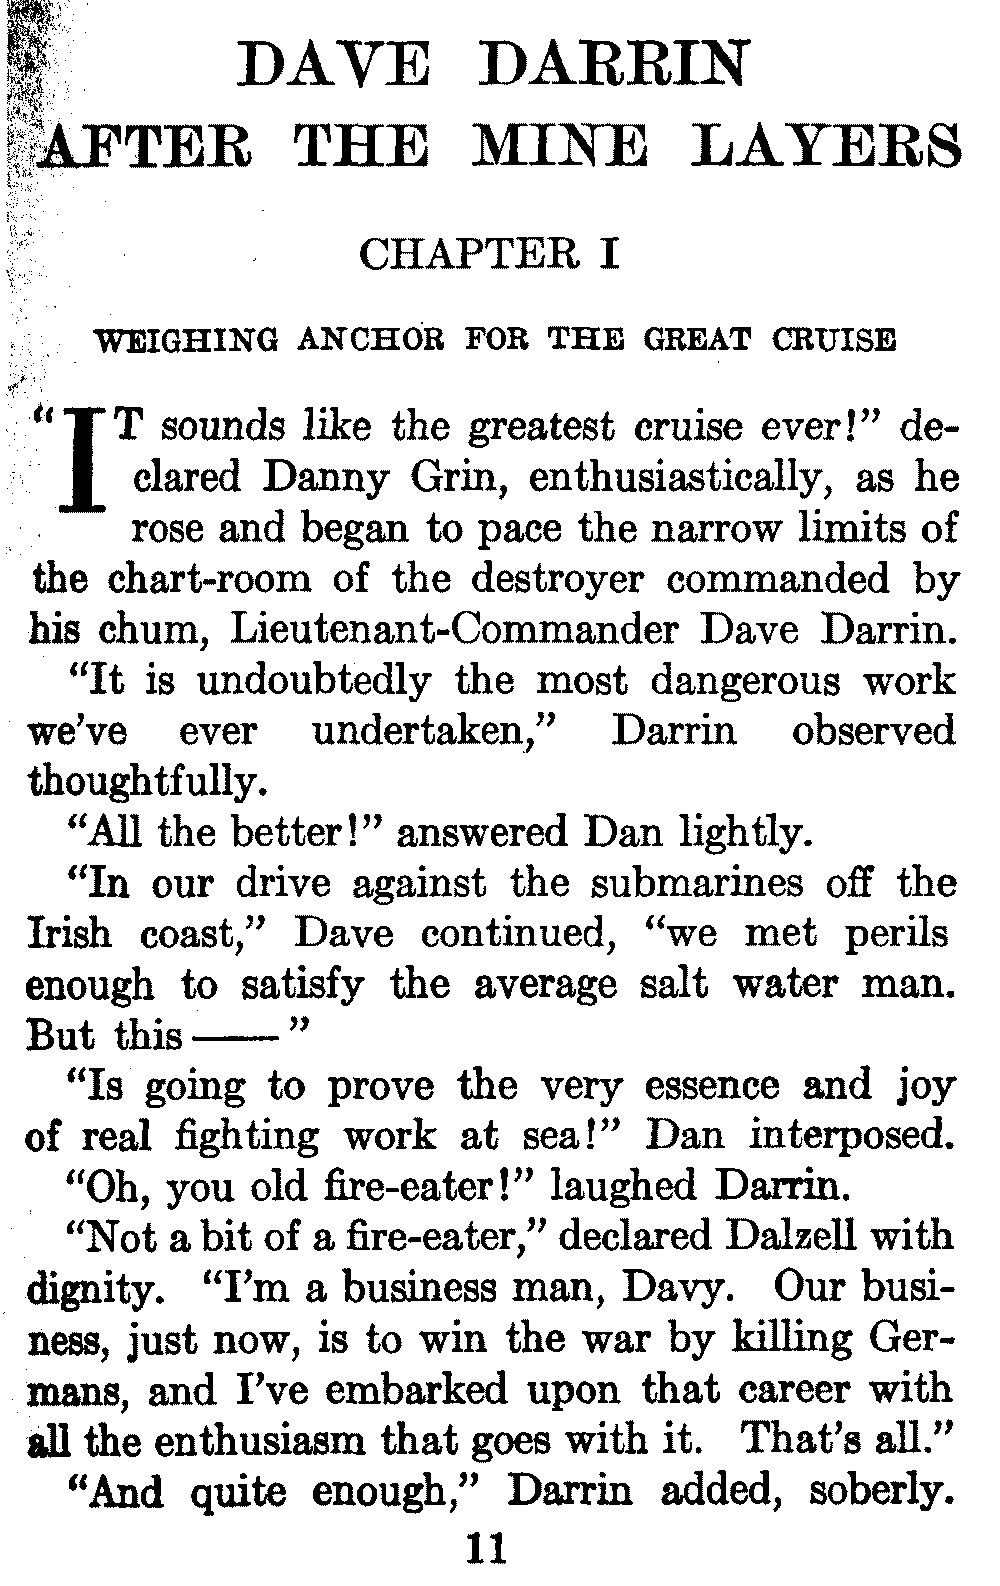 DAVE DARRIN
AFTER THE MINE LAYERS
CHAPTER I
WEIGHING ANCHOR FOR THE GREAT CRUISE
“IT sounds like the greatest cruise ever!” de-
clared Danny Grin, enthusiastically, as he
rose and began to pace the narrow limits of
the chart-room of the destroyer commanded by
his chum, Lieutenant-Commander Dave Darrin.
“It is undoubtedly the most dangerous work
we’ve ever undertaken,” Darrin observed
thoughtfully.
“All the better!” answered Dan lightly.
“In our drive against the submarines off the
Irish coast,” Dave continued, “we met perils
enough to satisfy the average salt water man.
But this——”
“Is going to prove the very essence and joy
of real fighting work at sea!” Dan interposed.
“Oh, you old fire-eater!” laughed Darrin.
“Not a bit of a fire-eater,” declared Dalzell with
dignity. “I’m a business man, Davy. Our busi-
ness, just now, is to win the war by killing Ger-
mans, and I’ve embarked upon that career with
all the enthusiasm that goes with it. That’s all.”
“And quite enough,” Darrin added, soberly.
11